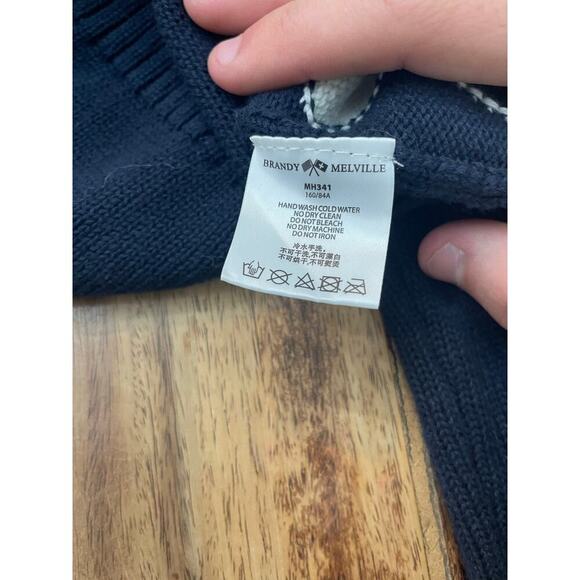 BRANDY MELVILLE
MH341
160/84A
HAND WASH COLD WATER
NO DRY CLEAN
DO NOT BLEACH
NO DRY MACHINE
DO NOT IRON
冷水手洗,
不可干洗,不可漂白
不可烘干,不可熨烫